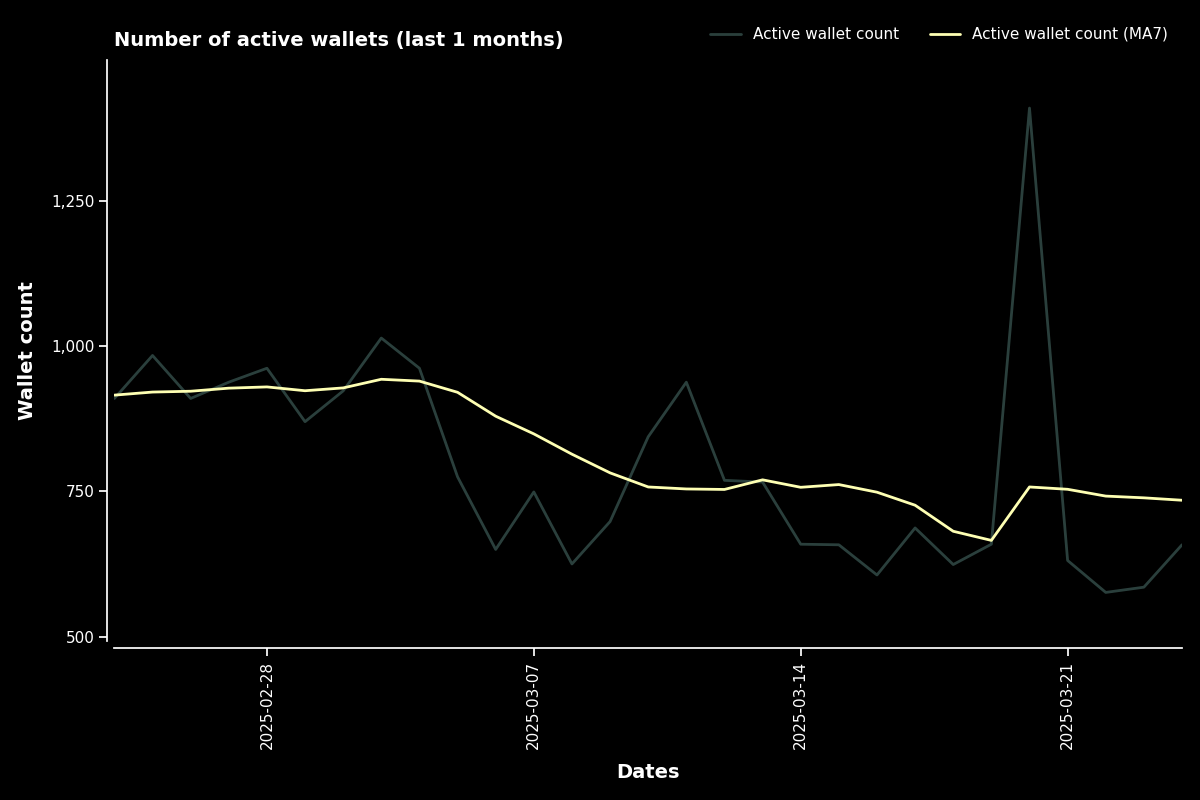 Number of active wallets (last 1 months)
Active wallet count
Active wallet count (MA7)
Wallet count
1,250
1,000
750
500
2025-02-28
2025-03-07
2025-03-14
2025-03-21
Dates